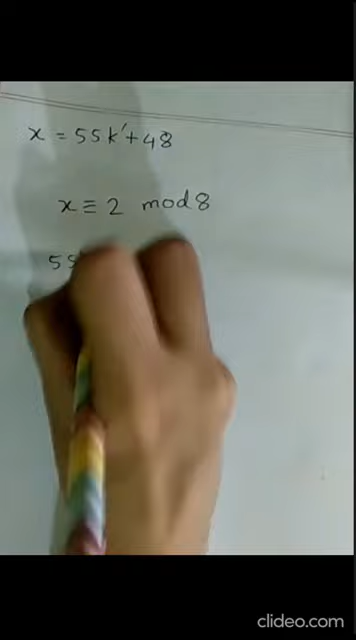 x = 55k'+48
x ≡ 2 mod 8
55
clideo.com